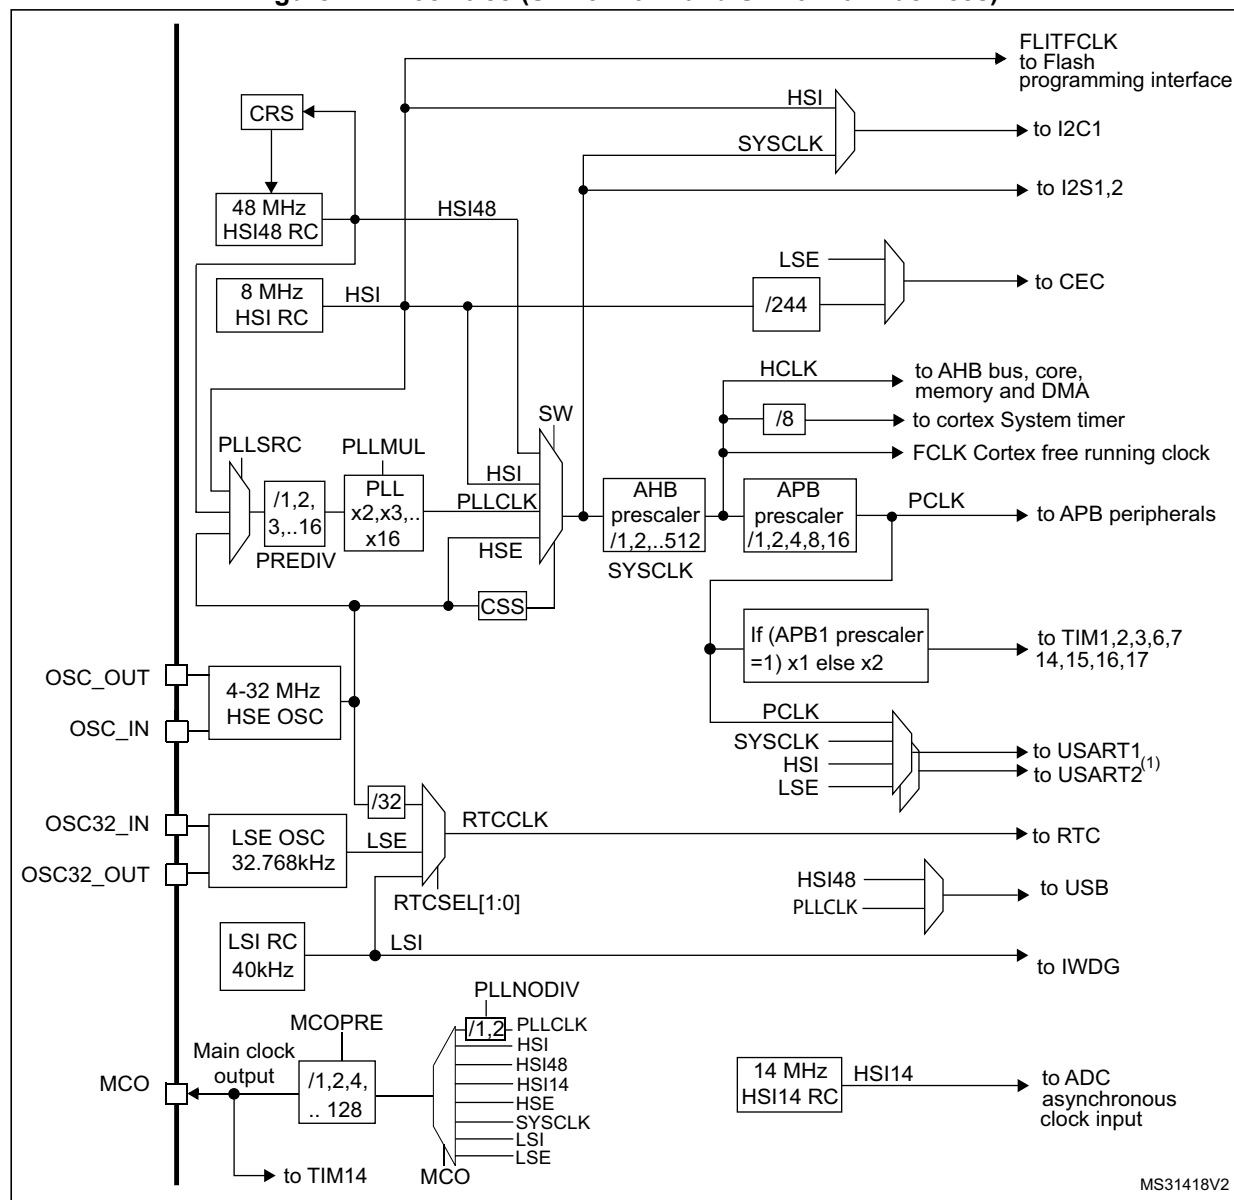 FLITFCLK
to Flash
programming interface
HSI
CRS
to I2C1
SYSCLK
to I2S1,2
48 MHz
HSI48 RC
HSI48
LSE
to CEC
8 MHz
HSI RC
HSI
/244
HCLK
to AHB bus, core,
memory and DMA
/8
to cortex System timer
SW
FCLK Cortex free running clock
PLLSRC
PLLMUL
HSI
/1,2,
3,..16
PREDIV
PLL
x2,x3,..
x16
PLLCLK
HSE
AHB
prescaler
/1,2,..512
SYSCLK
APB
prescaler
/1,2,4,8,16
PCLK
to APB peripherals
CSS
If (APB1 prescaler
=1) x1 else x2
to TIM1,2,3,6,7
14,15,16,17
OSC_OUT
4-32 MHz
HSE OSC
OSC_IN
PCLK
SYSCLK
HSI
LSE
to USART1
to USART2(1)
/32
OSC32_IN
LSE OSC
32.768kHz
LSE
RTCCLK
to RTC
OSC32_OUT
RTCSEL[1:0]
HSI48
PLLCLK
to USB
LSI RC
40kHz
LSI
to IWDG
PLLNODIV
MCOPRE
/1,2
PLLCLK
HSI
HSI48
HSI14
HSE
SYSCLK
LSI
LSE
Main clock
output
MCO
/1,2,4,
.. 128
14 MHz
HSI14 RC
HSI14
to ADC
asynchronous
clock input
to TIM14
MCO
MS31418V2